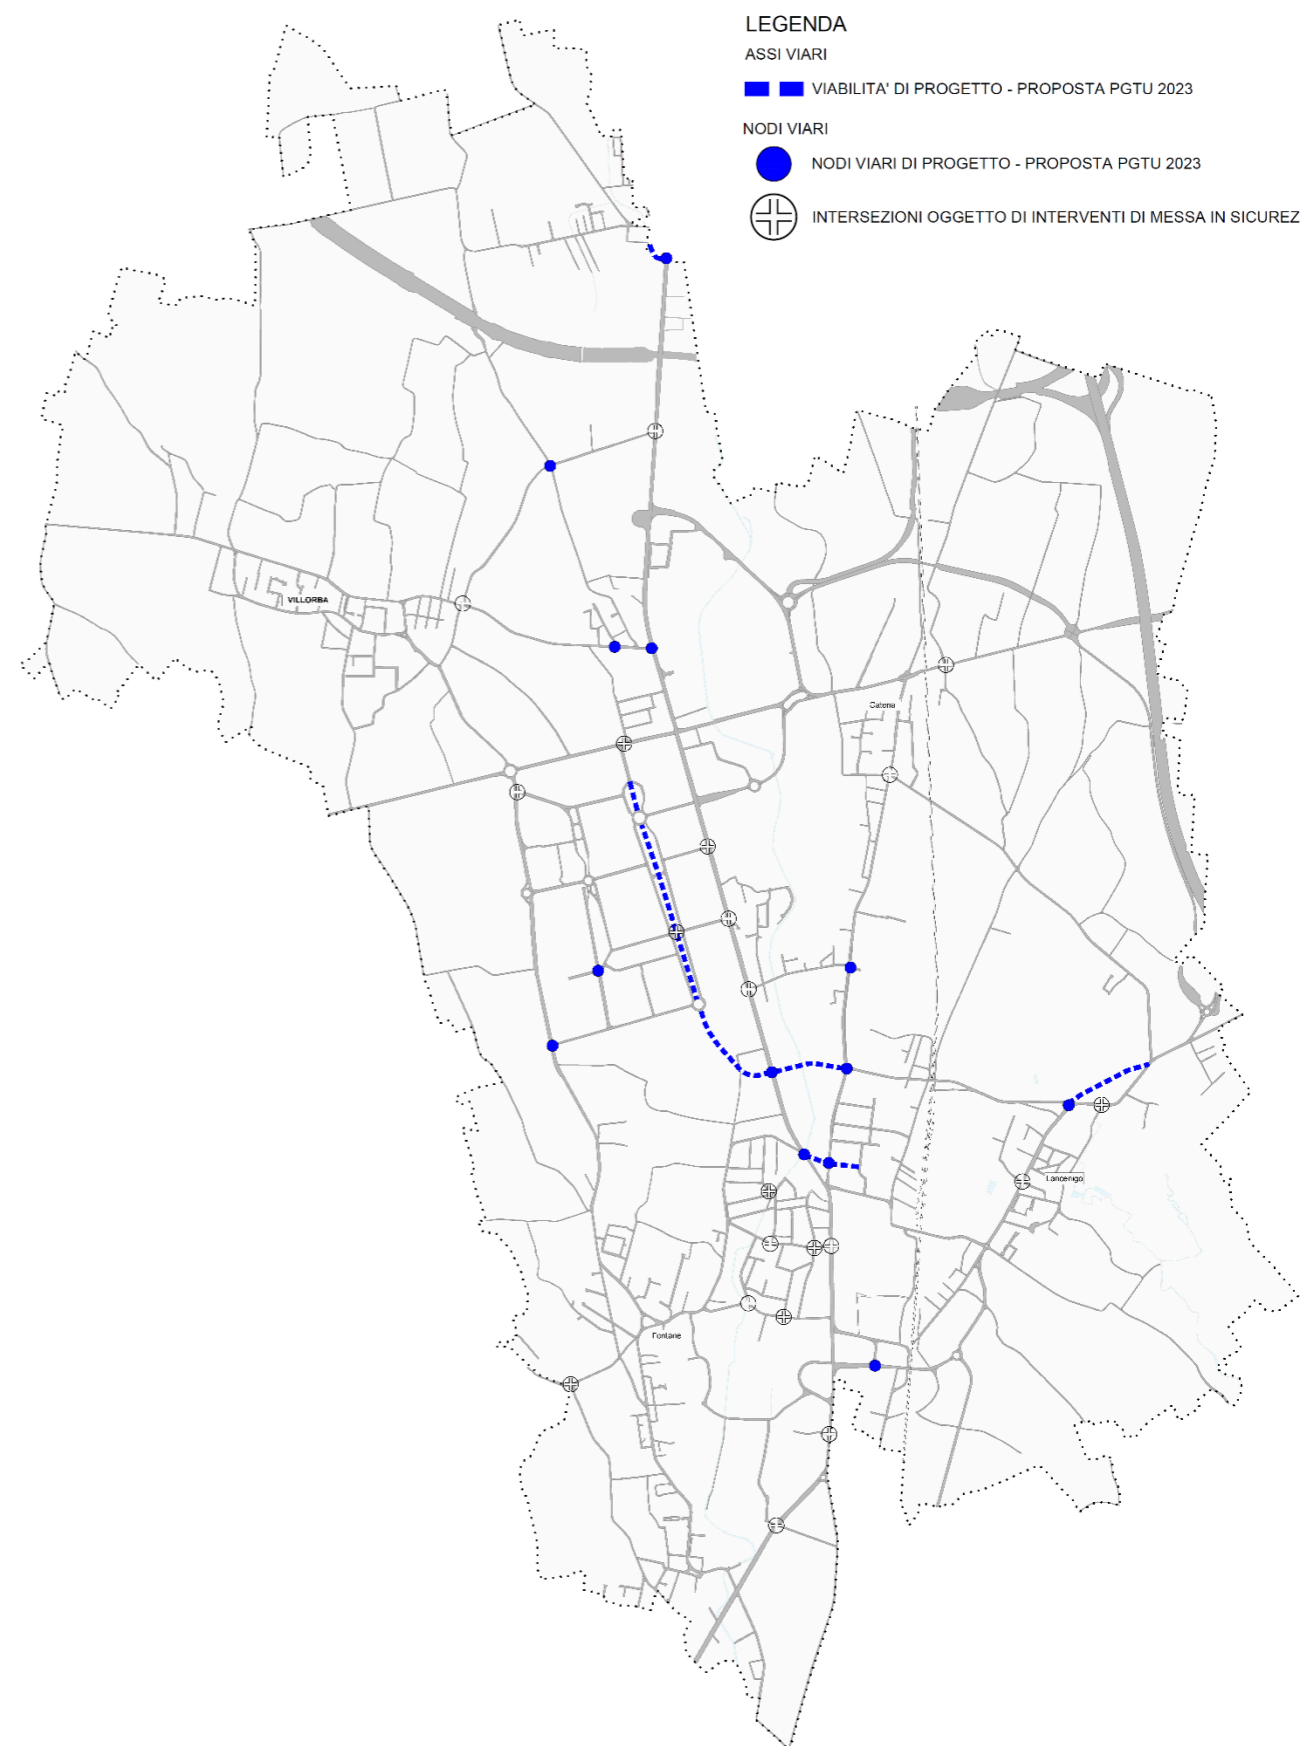 LEGENDA
ASSI VIARI
VIABILITA' DI PROGETTO - PROPOSTA PGTU 2023
NODI VIARI
NODI VIARI DI PROGETTO - PROPOSTA PGTU 2023
INTERSEZIONI OGGETTO DI INTERVENTI DI MESSA IN SICUREZ
VILLORBA
Catena
Lancenigo
Fontane